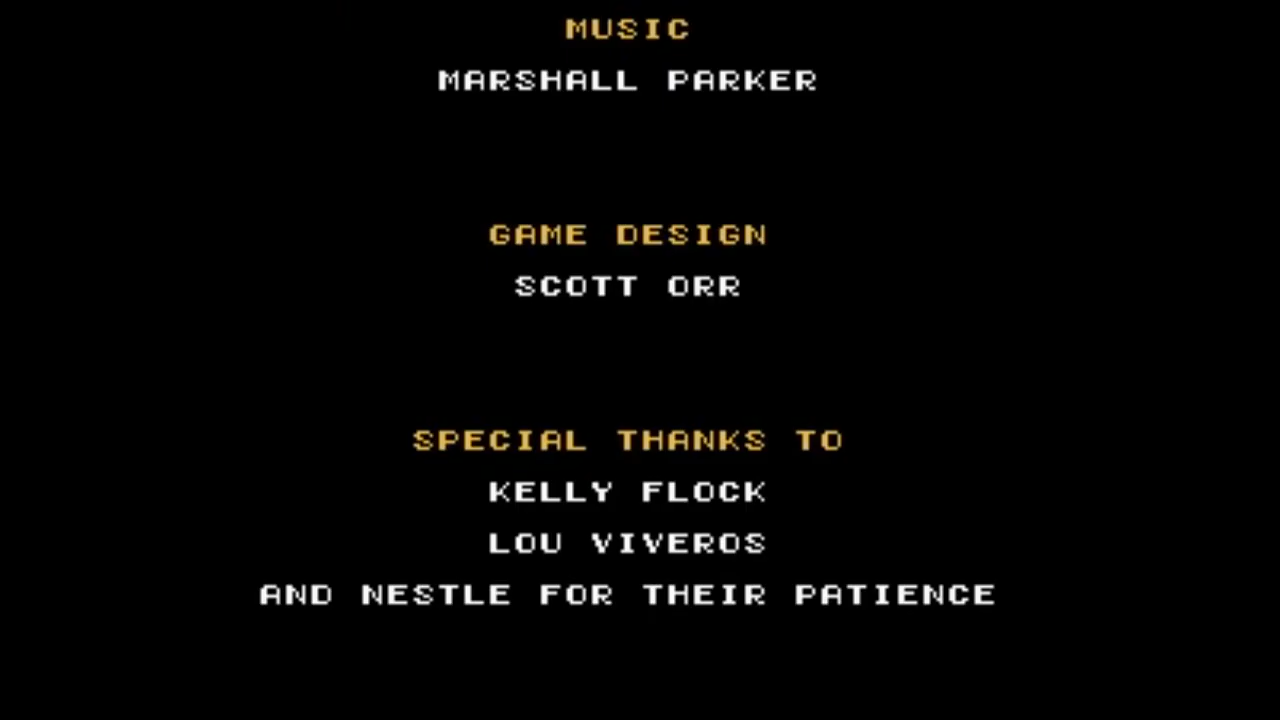 MUSIC
MARSHALL PARKER
GAME DESIGN
SCOTT ORR
SPECIAL THANKS TO
KELLY FLOCK
LOU VIVEROS
AND NESTLE FOR THEIR PATIENCE